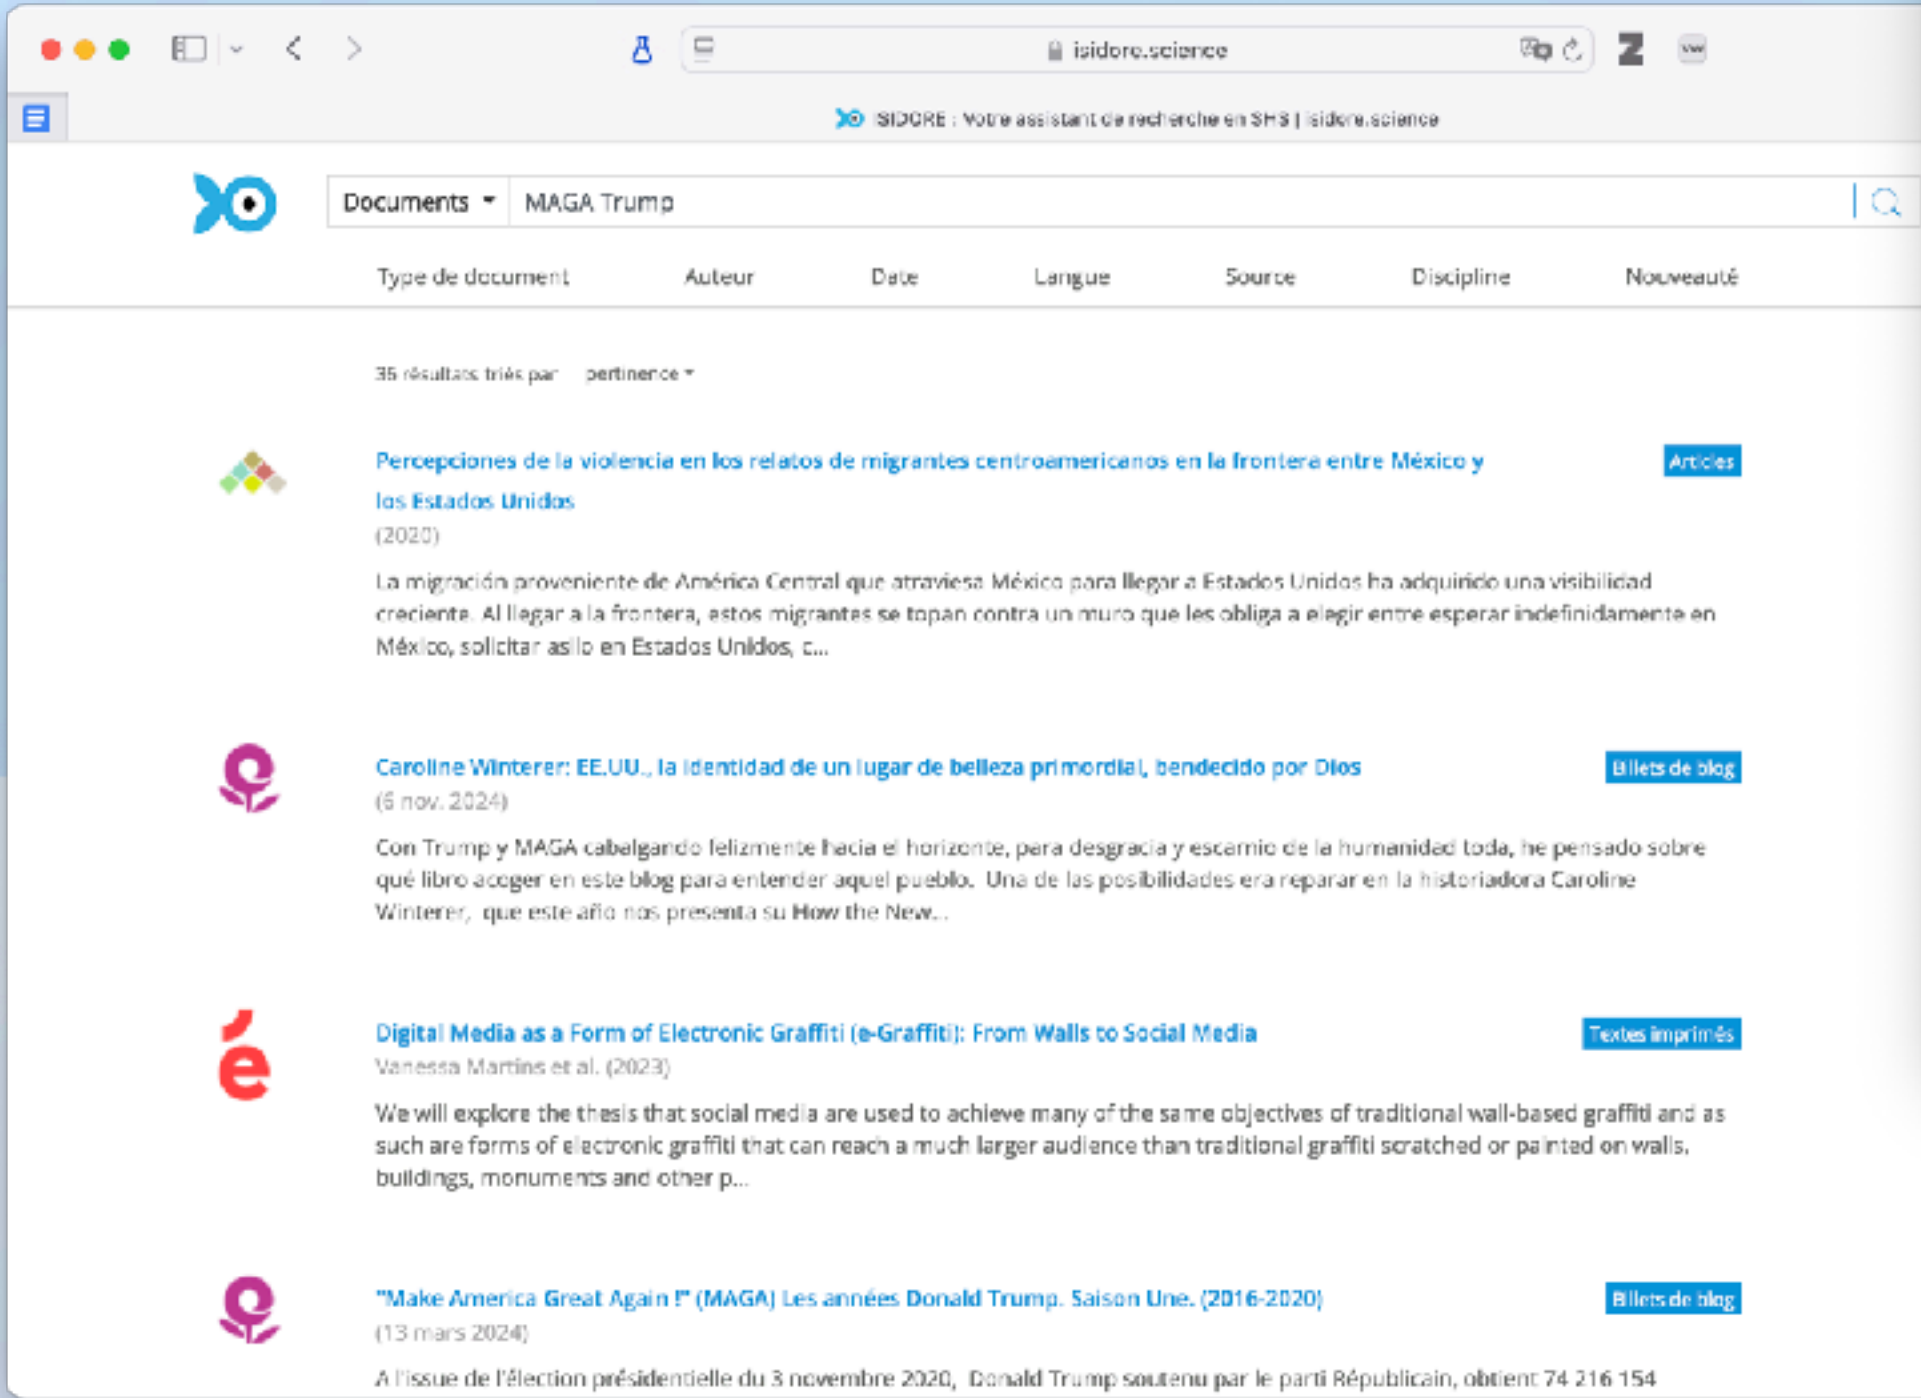 isidore.science
ISIDORE : Votre assistant de recherche en SHS | isidore.science
Documents
MAGA Trump
Type de document Auteur Date Langue Source Discipline Nouveauté
35 résultats triés par pertinence
Percepciones de la violencia en los relatos de migrantes centroamericanos en la frontera entre México y
Articles
los Estados Unidos
(2020)
La migración proveniente de América Central que atraviesa México para llegar a Estados Unidos ha adquirido una visibilidad
creciente. Al llegar a la frontera, estos migrantes se topan contra un muro que les obliga a elegir entre esperar indefinidamente en
México, solicitar asilo en Estados Unidos, c...
Caroline Winterer: EE.UU., la identidad de un lugar de belleza primordial, bendecido por Dios
Billets de blog
(6 nov. 2024)
Con Trump y MAGA cabalgando felizmente hacia el horizonte, para desgracia y escarnio de la humanidad toda, he pensado sobre
qué libro acoger en este blog para entender aquel pueblo. Una de las posibilidades era reparar en la historiadora Caroline
Winterer, que este año nos presenta su How the New...
é
Digital Media as a Form of Electronic Graffiti (e-Graffiti): From Walls to Social Media
Textes imprimés
Vanessa Martins et al. (2023)
We will explore the thesis that social media are used to achieve many of the same objectives of traditional wall-based graffiti and as
such are forms of electronic graffiti that can reach a much larger audience than traditional graffiti scratched or painted on walls,
buildings, monuments and other p...
"Make America Great Again !" (MAGA) Les années Donald Trump. Saison Une. (2016-2020)
Billets de blog
(13 mars 2024)
A l'issue de l'élection présidentielle du 3 novembre 2020, Donald Trump soutenu par le parti Républicain, obtient 74 216 154